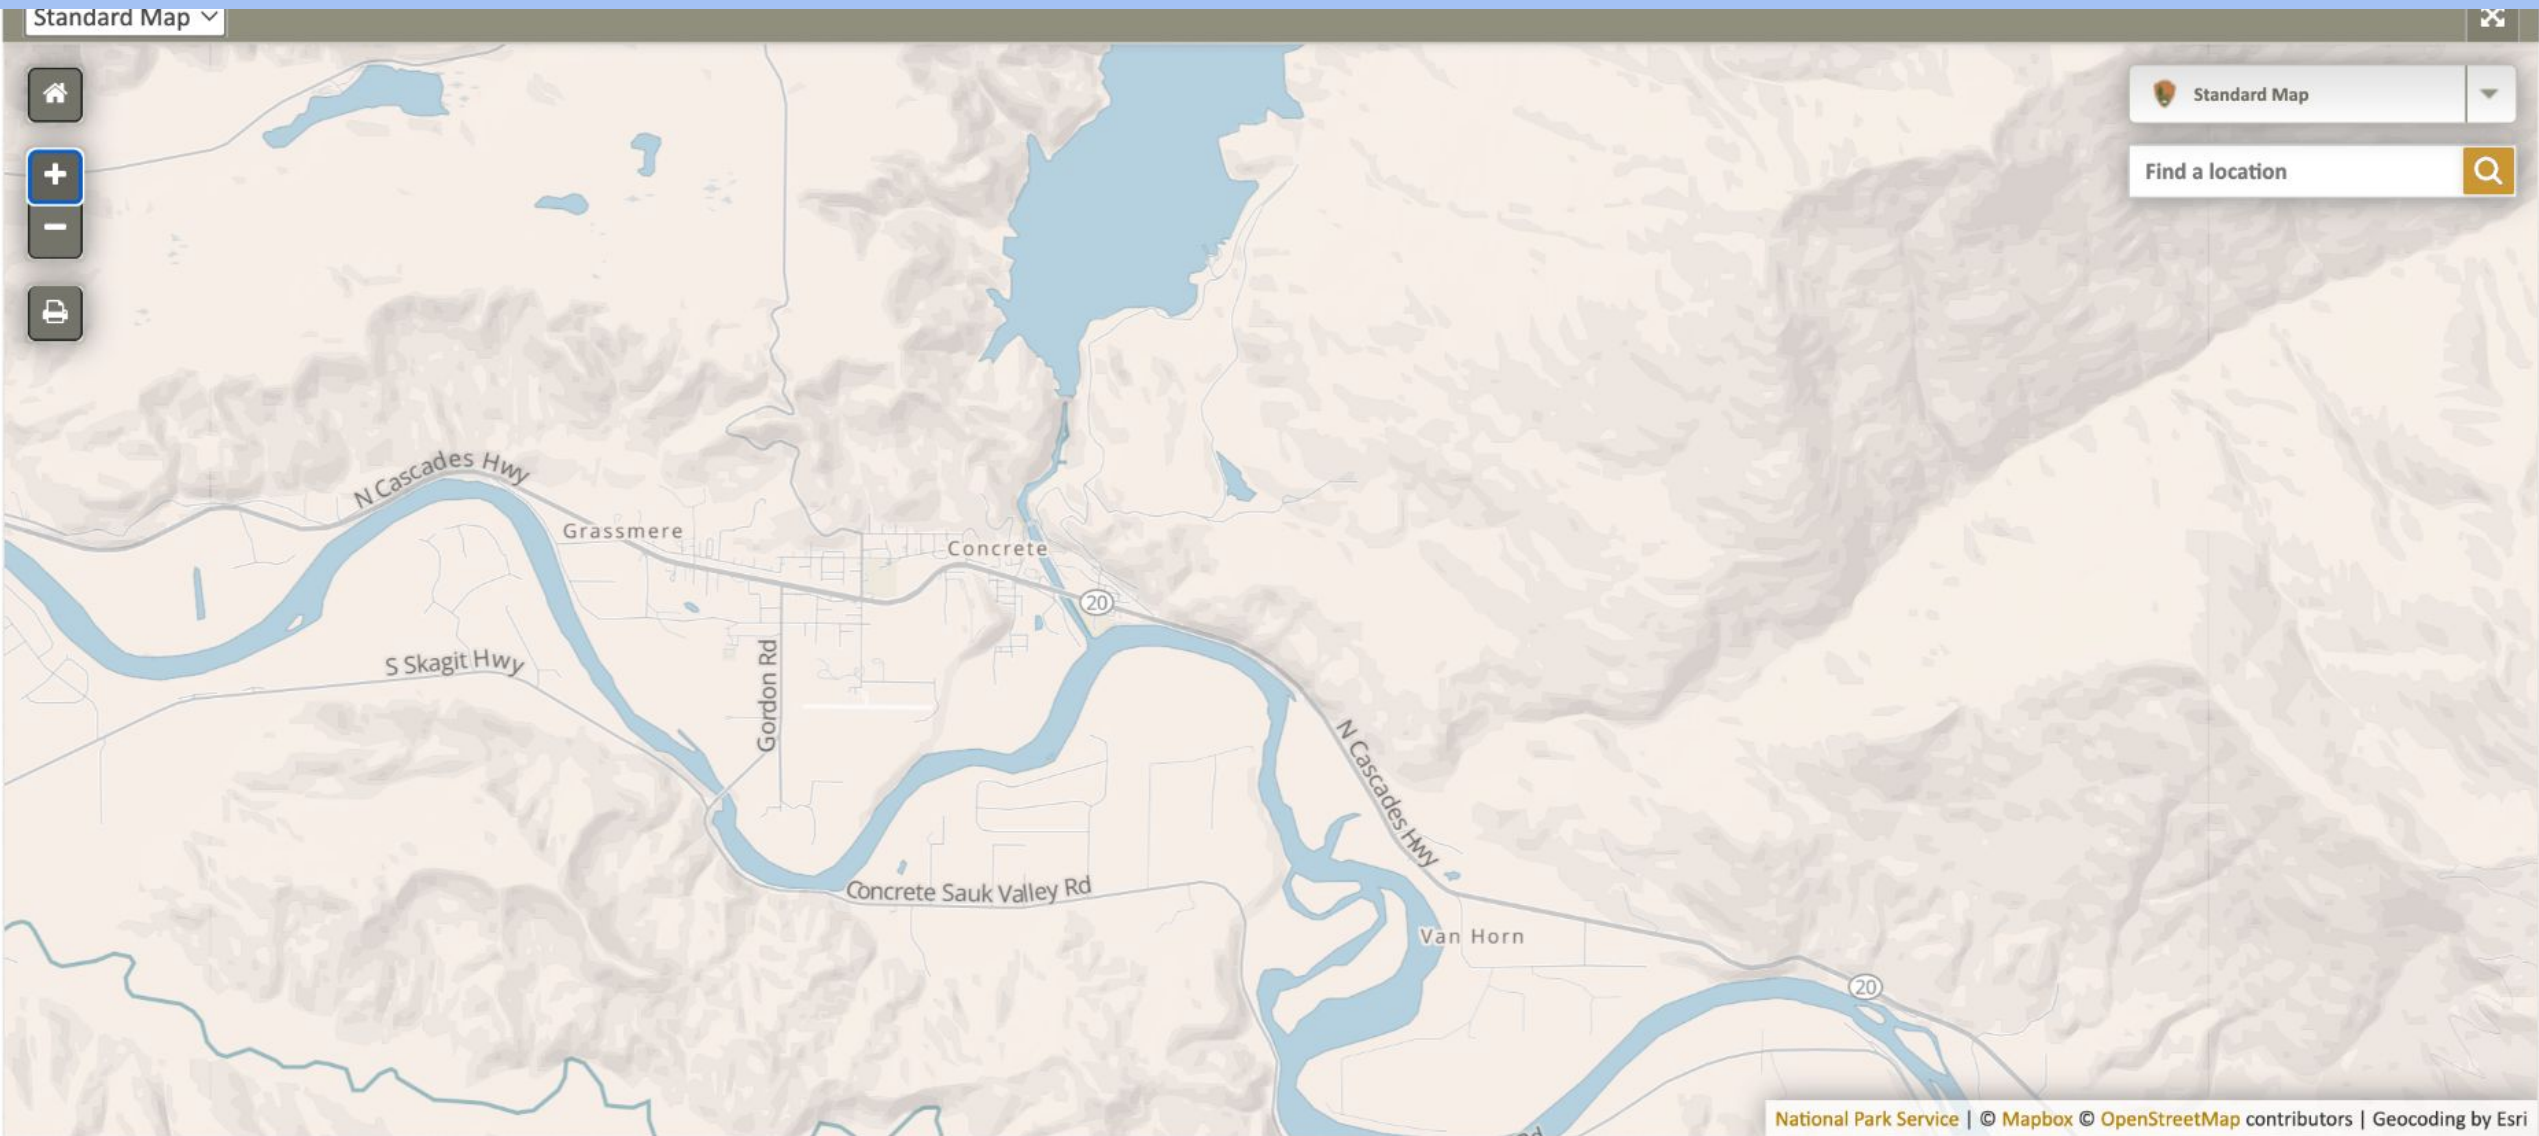 Standard Map
Standard Map
Find a location
N Cascades Hwy
Grassmere
Concrete
20
S Skagit Hwy
Gordon Rd
N Cascades Hwy
Concrete Sauk Valley Rd
Van Horn
20
National Park Service | © Mapbox © OpenStreetMap contributors | Geocoding by Esri